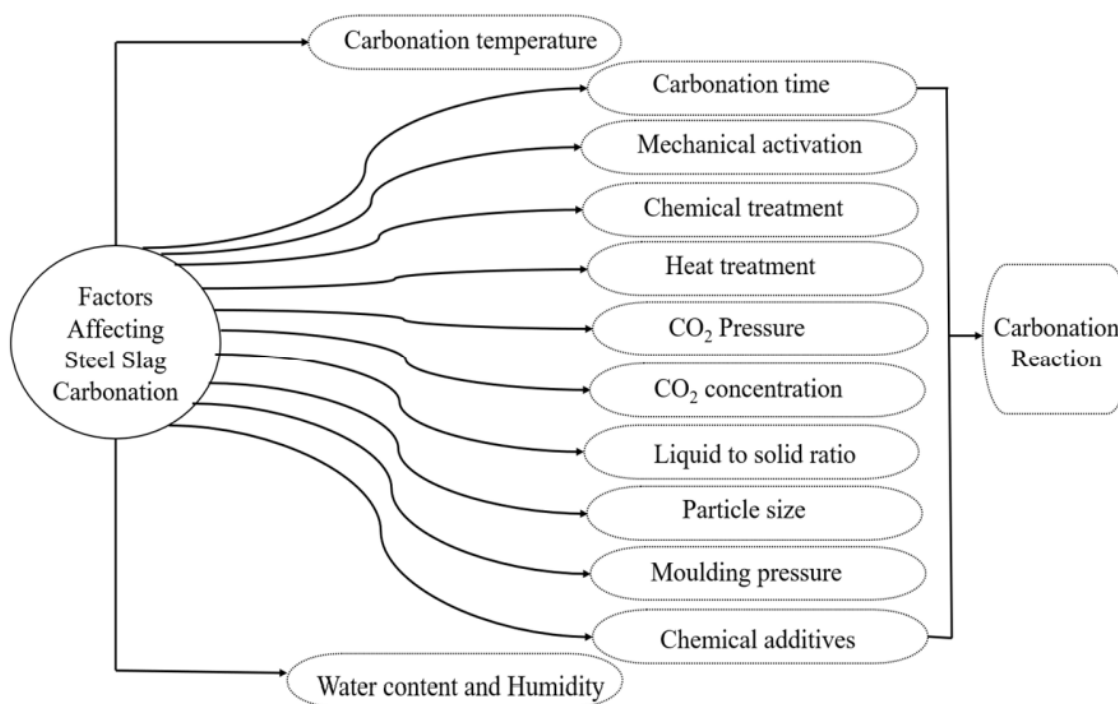 Carbonation temperature
Carbonation time
Mechanical activation
Chemical treatment
Heat treatment
Factors
Affecting
Steel Slag
Carbonation
CO₂ Pressure
CO₂ concentration
Liquid to solid ratio
Particle size
Moulding pressure
Chemical additives
Water content and Humidity
Carbonation
Reaction